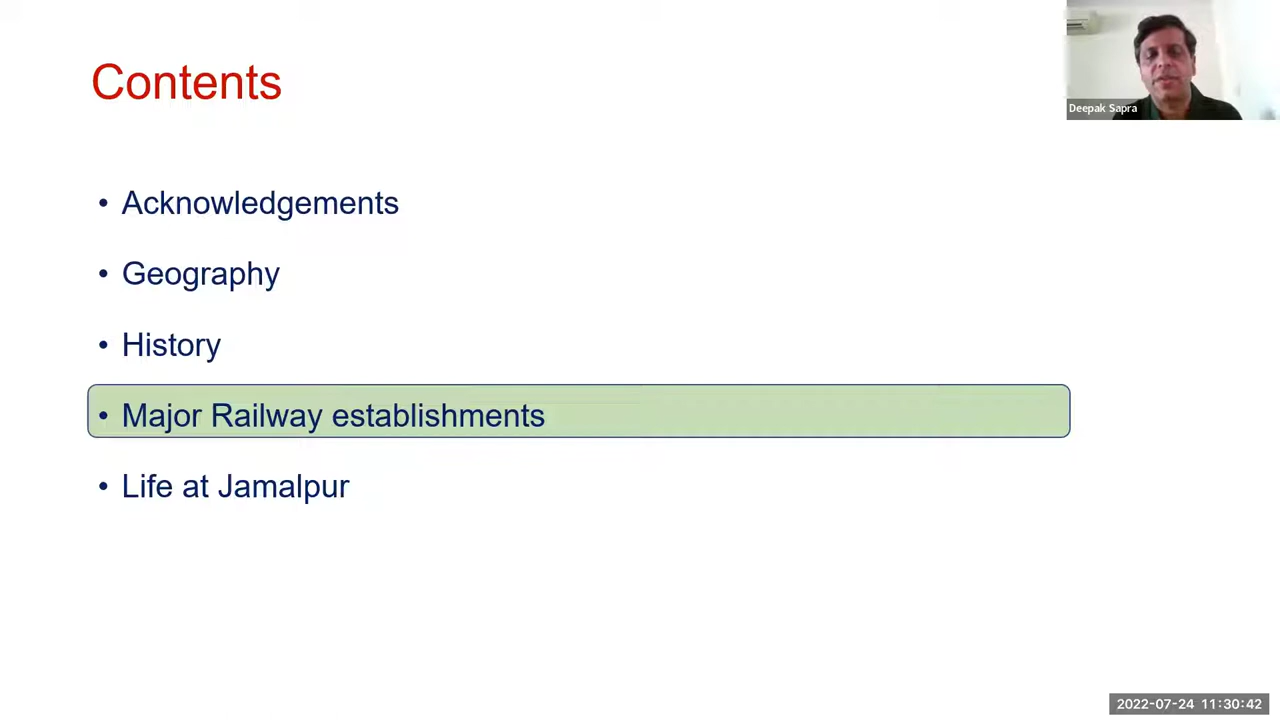 Contents
Deepak Sapra
• Acknowledgements
• Geography
• History
• Major Railway establishments
• Life at Jamalpur
2022-07-24 11:30:42